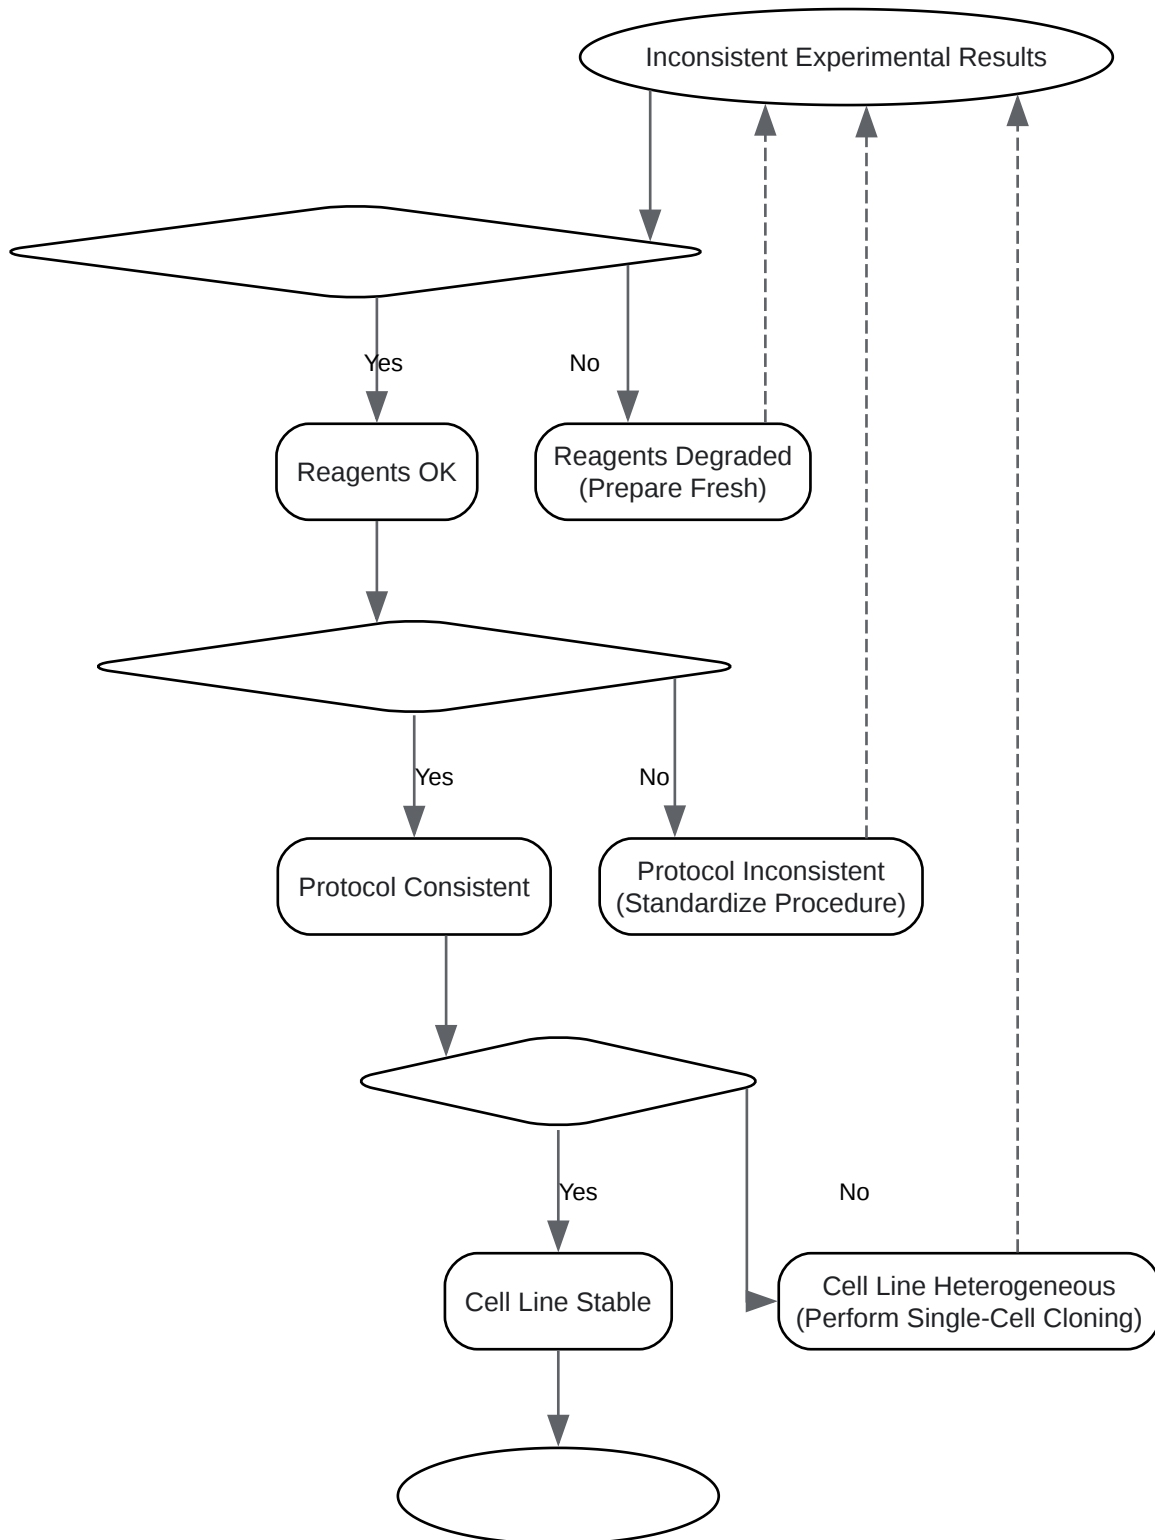 Inconsistent Experimental Results
Yes
No
Reagents OK
Reagents Degraded
(Prepare Fresh)
Yes
No
Protocol Consistent
Protocol Inconsistent
(Standardize Procedure)
Yes
No
Cell Line Stable
Cell Line Heterogeneous
(Perform Single-Cell Cloning)